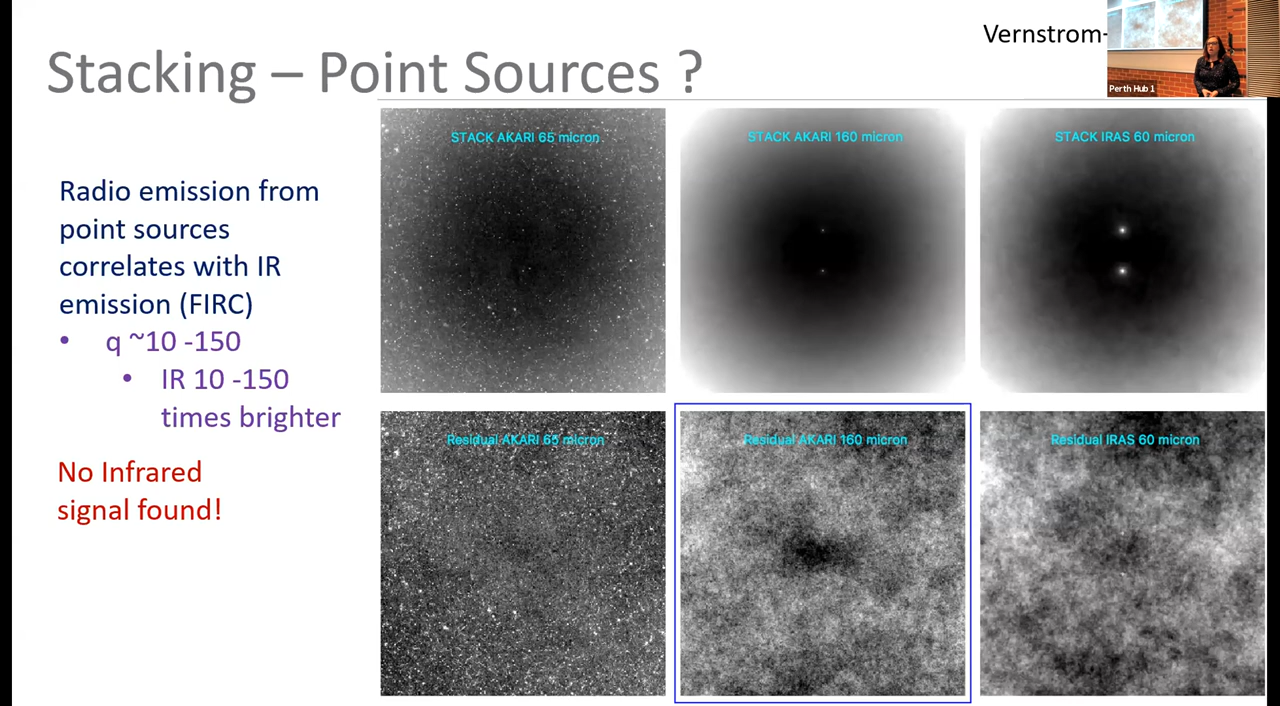 Vernstrom-
Stacking – Point Sources ?
Perth Hub 1
Radio emission from
point sources
correlates with IR
emission (FIRC)
• q ~10 -150
• IR 10 -150
times brighter
No Infrared
signal found!
STACK AKARI 65 micron
STACK AKARI 160 micron
STACK IRAS 60 micron
Residual AKARI 65 micron
Residual AKARI 160 micron
Residual IRAS 60 micron